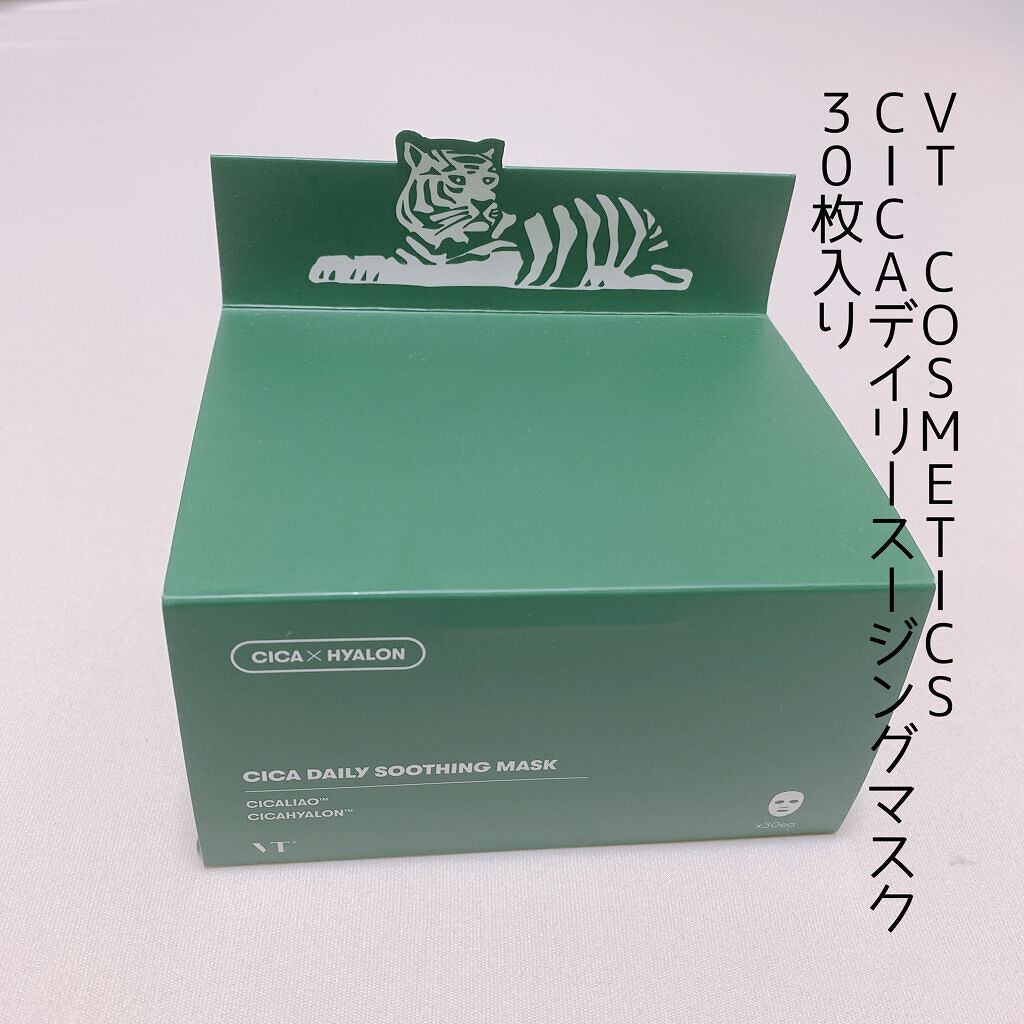 VT COSMETICS
CICAデイリースージングマスク
30枚入り
CICA×HYALON
CICA DAILY SOOTHING MASK
CICALIAO™
CICAHYALON™
VT®
x30ea